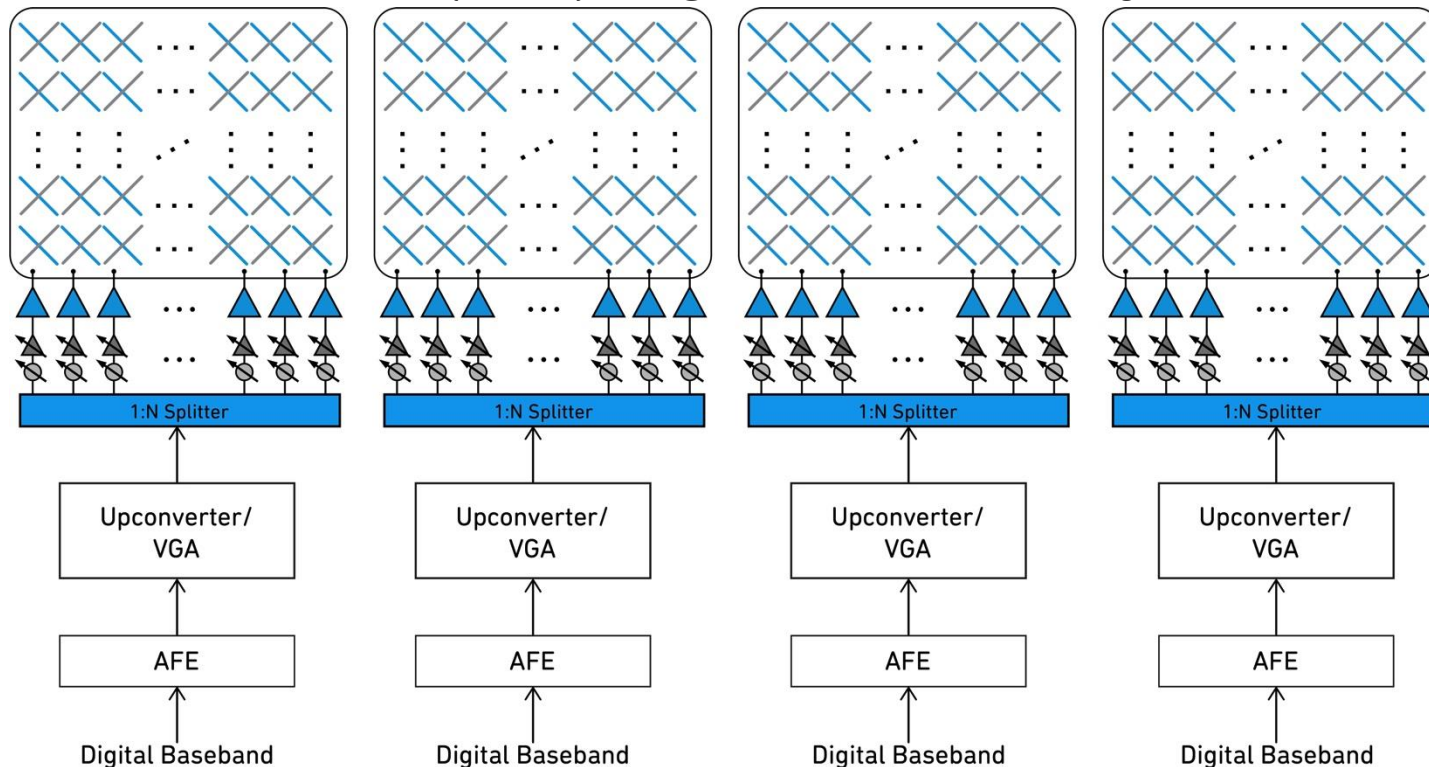 1:N Splitter 1:N Splitter 1:N Splitter 1:N Splitter
Upconverter/ Upconverter/ Upconverter/ Upconverter/
VGA VGA VGA VGA
AFE AFE AFE AFE
Digital Baseband Digital Baseband Digital Baseband Digital Baseband